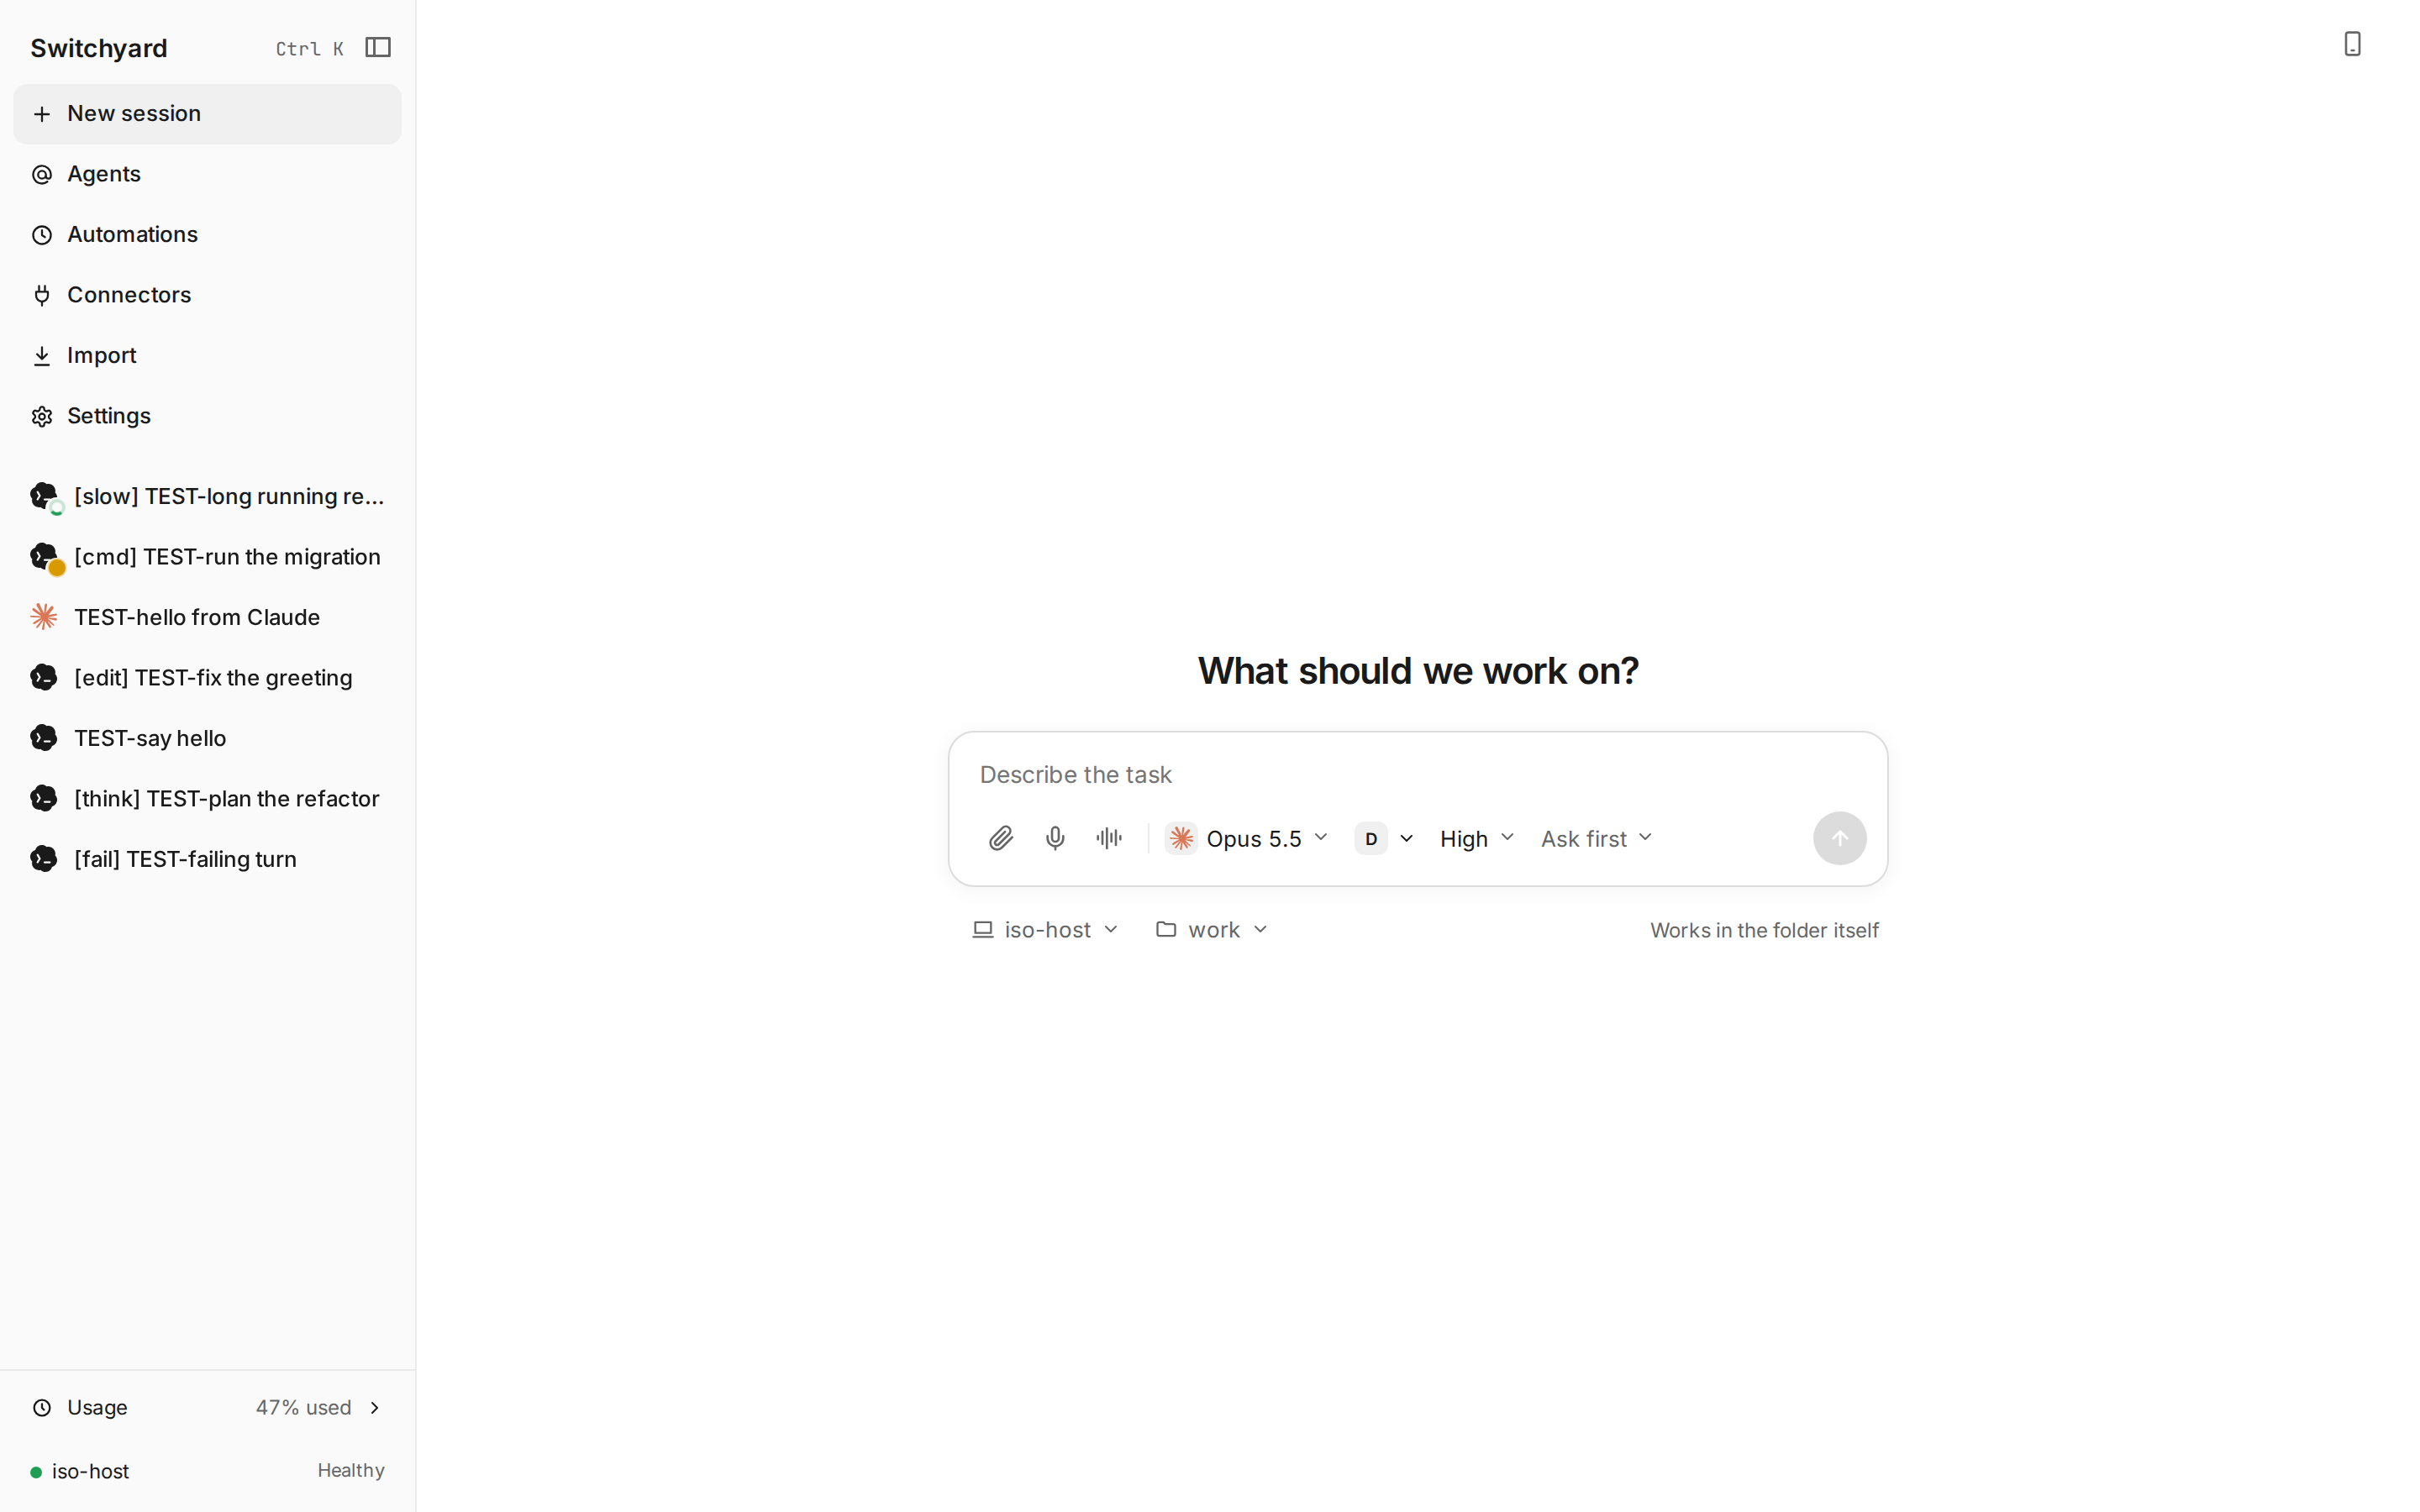 Switchyard Ctrl K
New session
Agents
Automations
Connectors
Import
Settings
[slow] TEST-long running re...
[cmd] TEST-run the migration
TEST-hello from Claude
[edit] TEST-fix the greeting
TEST-say hello
[think] TEST-plan the refactor
[fail] TEST-failing turn
Usage 47% used
iso-host Healthy
What should we work on?
Describe the task
Opus 5.5 D High Ask first
iso-host work Works in the folder itself